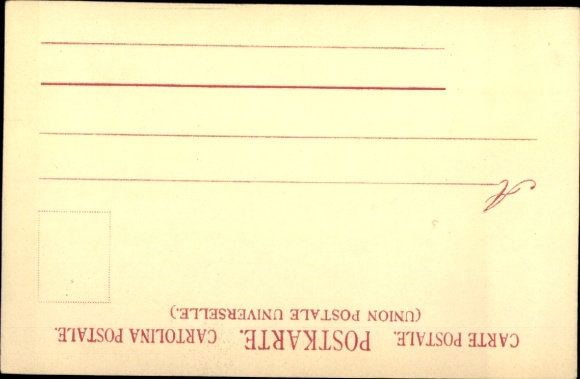 CARTE POSTALE. POSTKARTE. CARTOLINA POSTALE.
(UNION POSTALE UNIVERSELLE.)
A